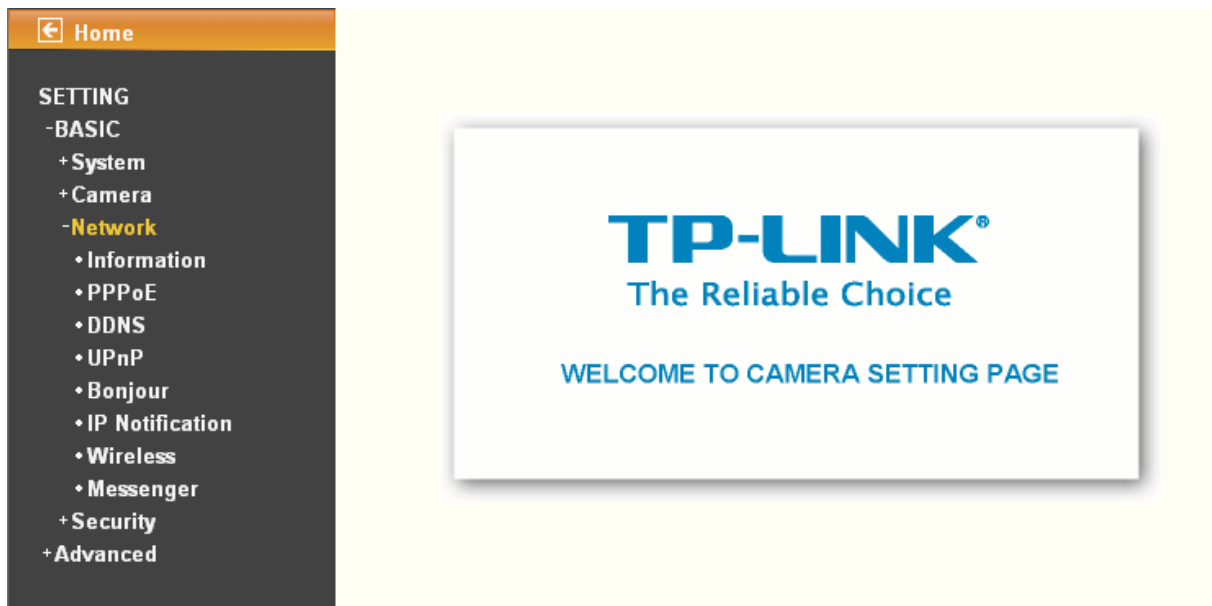 Home
SETTING
-BASIC
+System
+Camera
-Network
•Information
•PPPoE
•DDNS
•UPnP
•Bonjour
•IP Notification
•Wireless
•Messenger
+Security
+Advanced
TP-LINK®
The Reliable Choice
WELCOME TO CAMERA SETTING PAGE